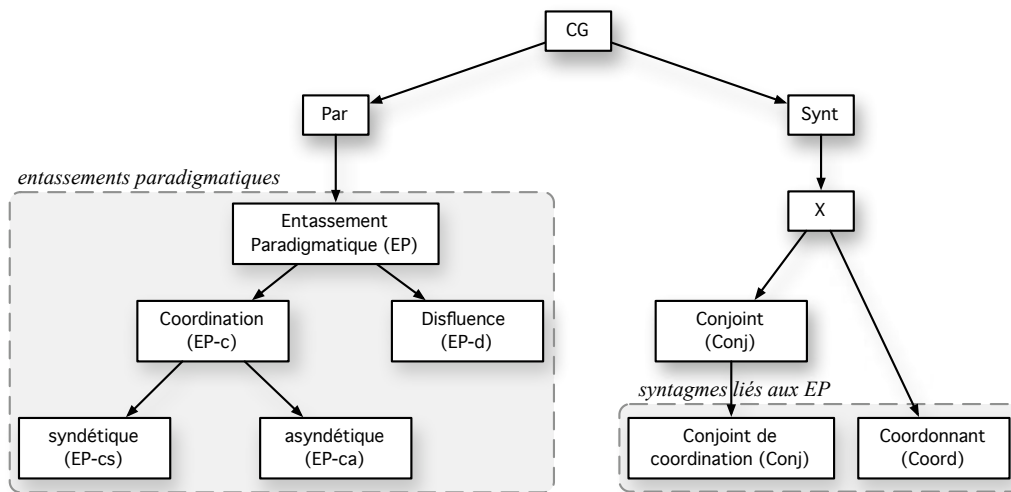 CG
Par
Synt
entassements paradigmatiques
X
Entassement
Paradigmatique (EP)
Coordination
(EP-c)
Disfluence
(EP-d)
Conjoint
(Conj)
syntagmes liés aux EP
syndétique
(EP-cs)
asyndétique
(EP-ca)
Conjoint de
coordination (Conj)
Coordonnant
(Coord)